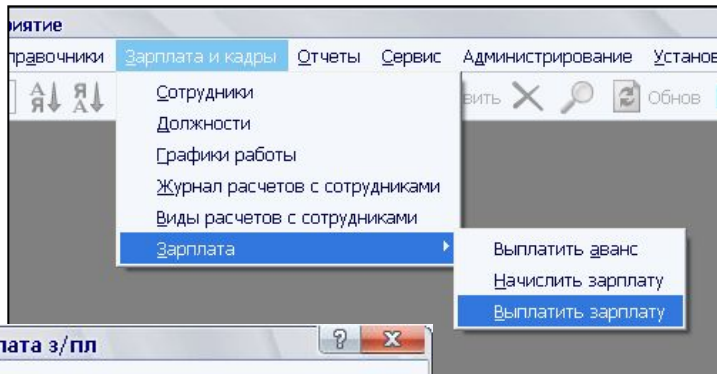 иятие
правочники Зарплата и кадры Отчеты Сервис Администрирование Установ
А Я Я А вить Обнов
Сотрудники
Должности
Графики работы
Журнал расчетов с сотрудниками
Виды расчетов с сотрудниками
Зарплата
Выплатить аванс
Начислить зарплату
Выплатить зарплату
лата з/пл ?